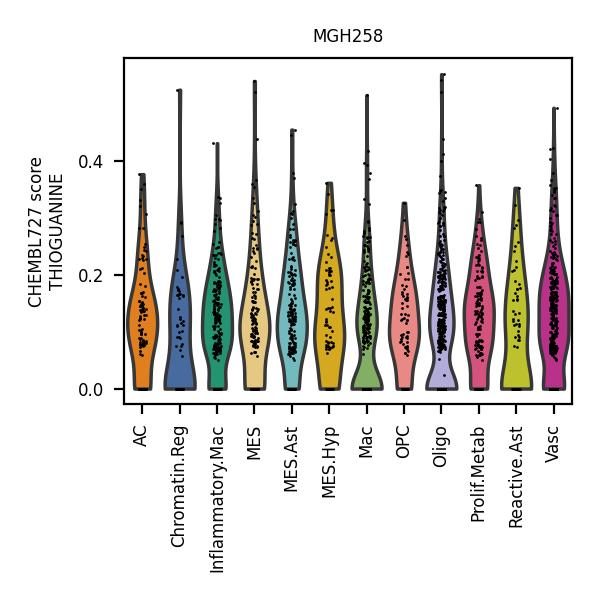 MGH258
CHEMBL727 score
THIOGUANINE
0.4
0.2
0.0
AC
Chromatin.Reg
Inflammatory.Mac
MES
MES.Ast
MES.Hyp
Mac
OPC
Oligo
Prolif.Metab
Reactive.Ast
Vasc